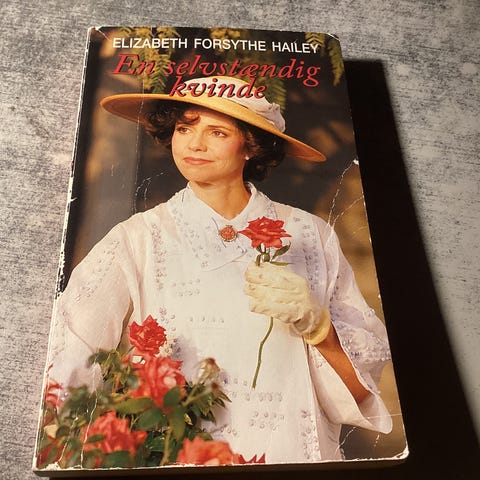 ELIZABETH FORSYTHE HAILEY
En selvstændig
kvinde